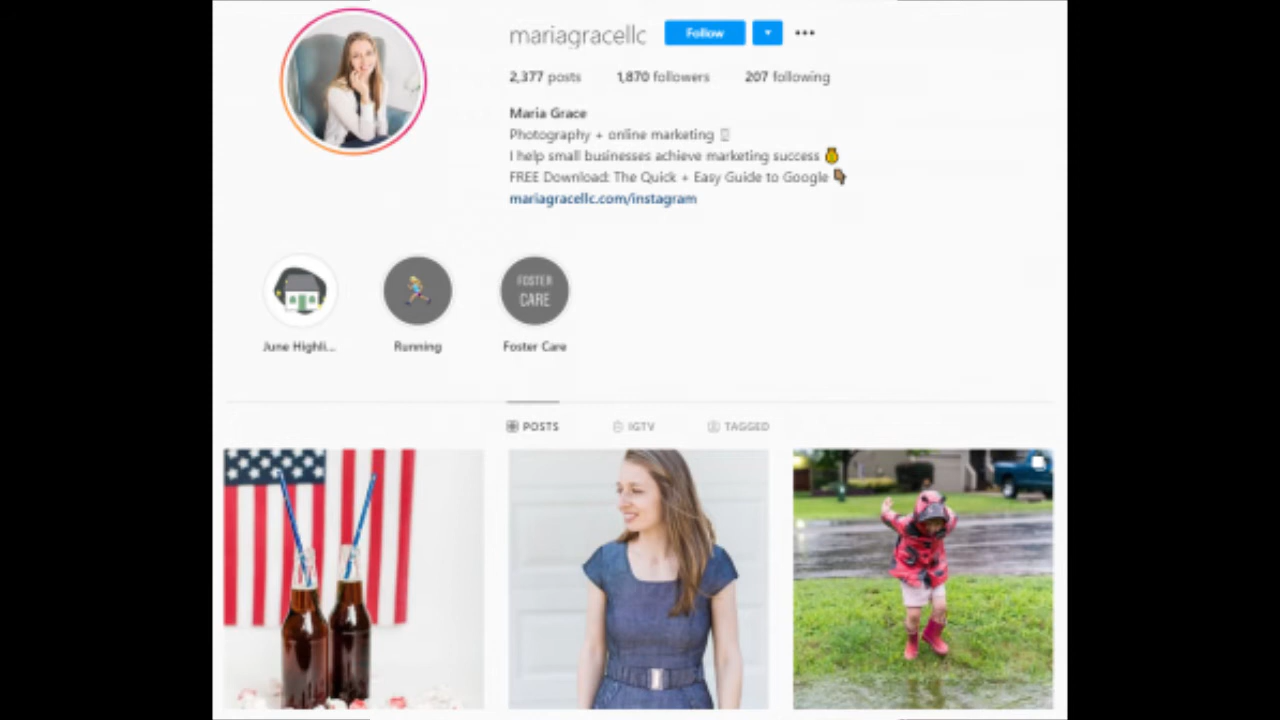 mariagracellc Follow
2,377 posts 1,870 followers 207 following
Maria Grace
Photography + online marketing
I help small businesses achieve marketing success
FREE Download: The Quick + Easy Guide to Google
mariagracellc.com/instagram
FOSTER
CARE
June Highli... Running Foster Care
POSTS IGTV TAGGED